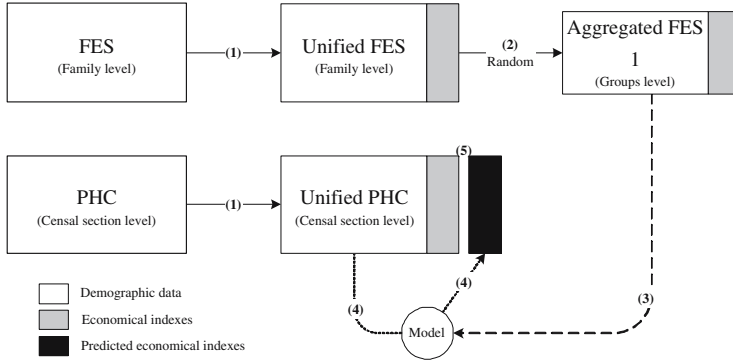 FES
(Family level)
(1)
Unified FES
(Family level)
(2)
Random
Aggregated FES
1
(Groups level)
PHC
(Censal section level)
(1)
Unified PHC
(Censal section level)
(5)
(4)
(4)
Model
(3)
Demographic data
Economical indexes
Predicted economical indexes